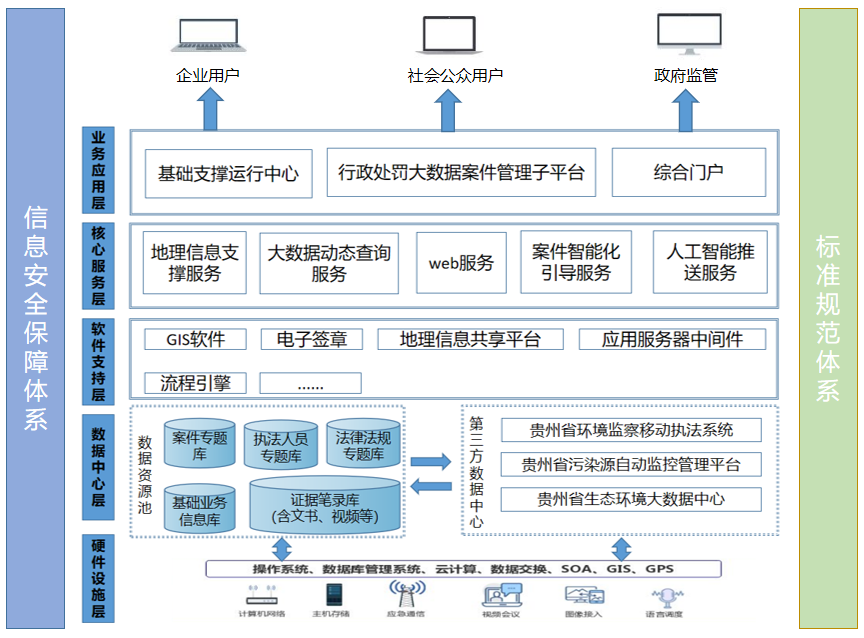 企业用户
社会公众用户
政府监管
信息安全保障体系
标准规范体系
业务应用层
基础支撑运行中心
行政处罚大数据案件管理子平台
综合门户
核心服务层
地理信息支
撑服务
大数据动态查询
服务
web服务
案件智能化
引导服务
人工智能推
送服务
软件支持层
GIS软件
电子签章
地理信息共享平台
应用服务器中间件
流程引擎
......
数据中心层
数据资源池
案件专题
库
执法人员
专题库
法律法规
专题库
基础业务
信息库
证据笔录库
(含文书、视频等)
第三方数据中心
贵州省环境监察移动执法系统
贵州省污染源自动监控管理平台
贵州省生态环境大数据中心
硬件设施层
操作系统、数据库管理系统、云计算、数据交换、SOA、GIS、GPS
计算机网络
主机存储
应急通信
视频会议
图像接入
语言调度